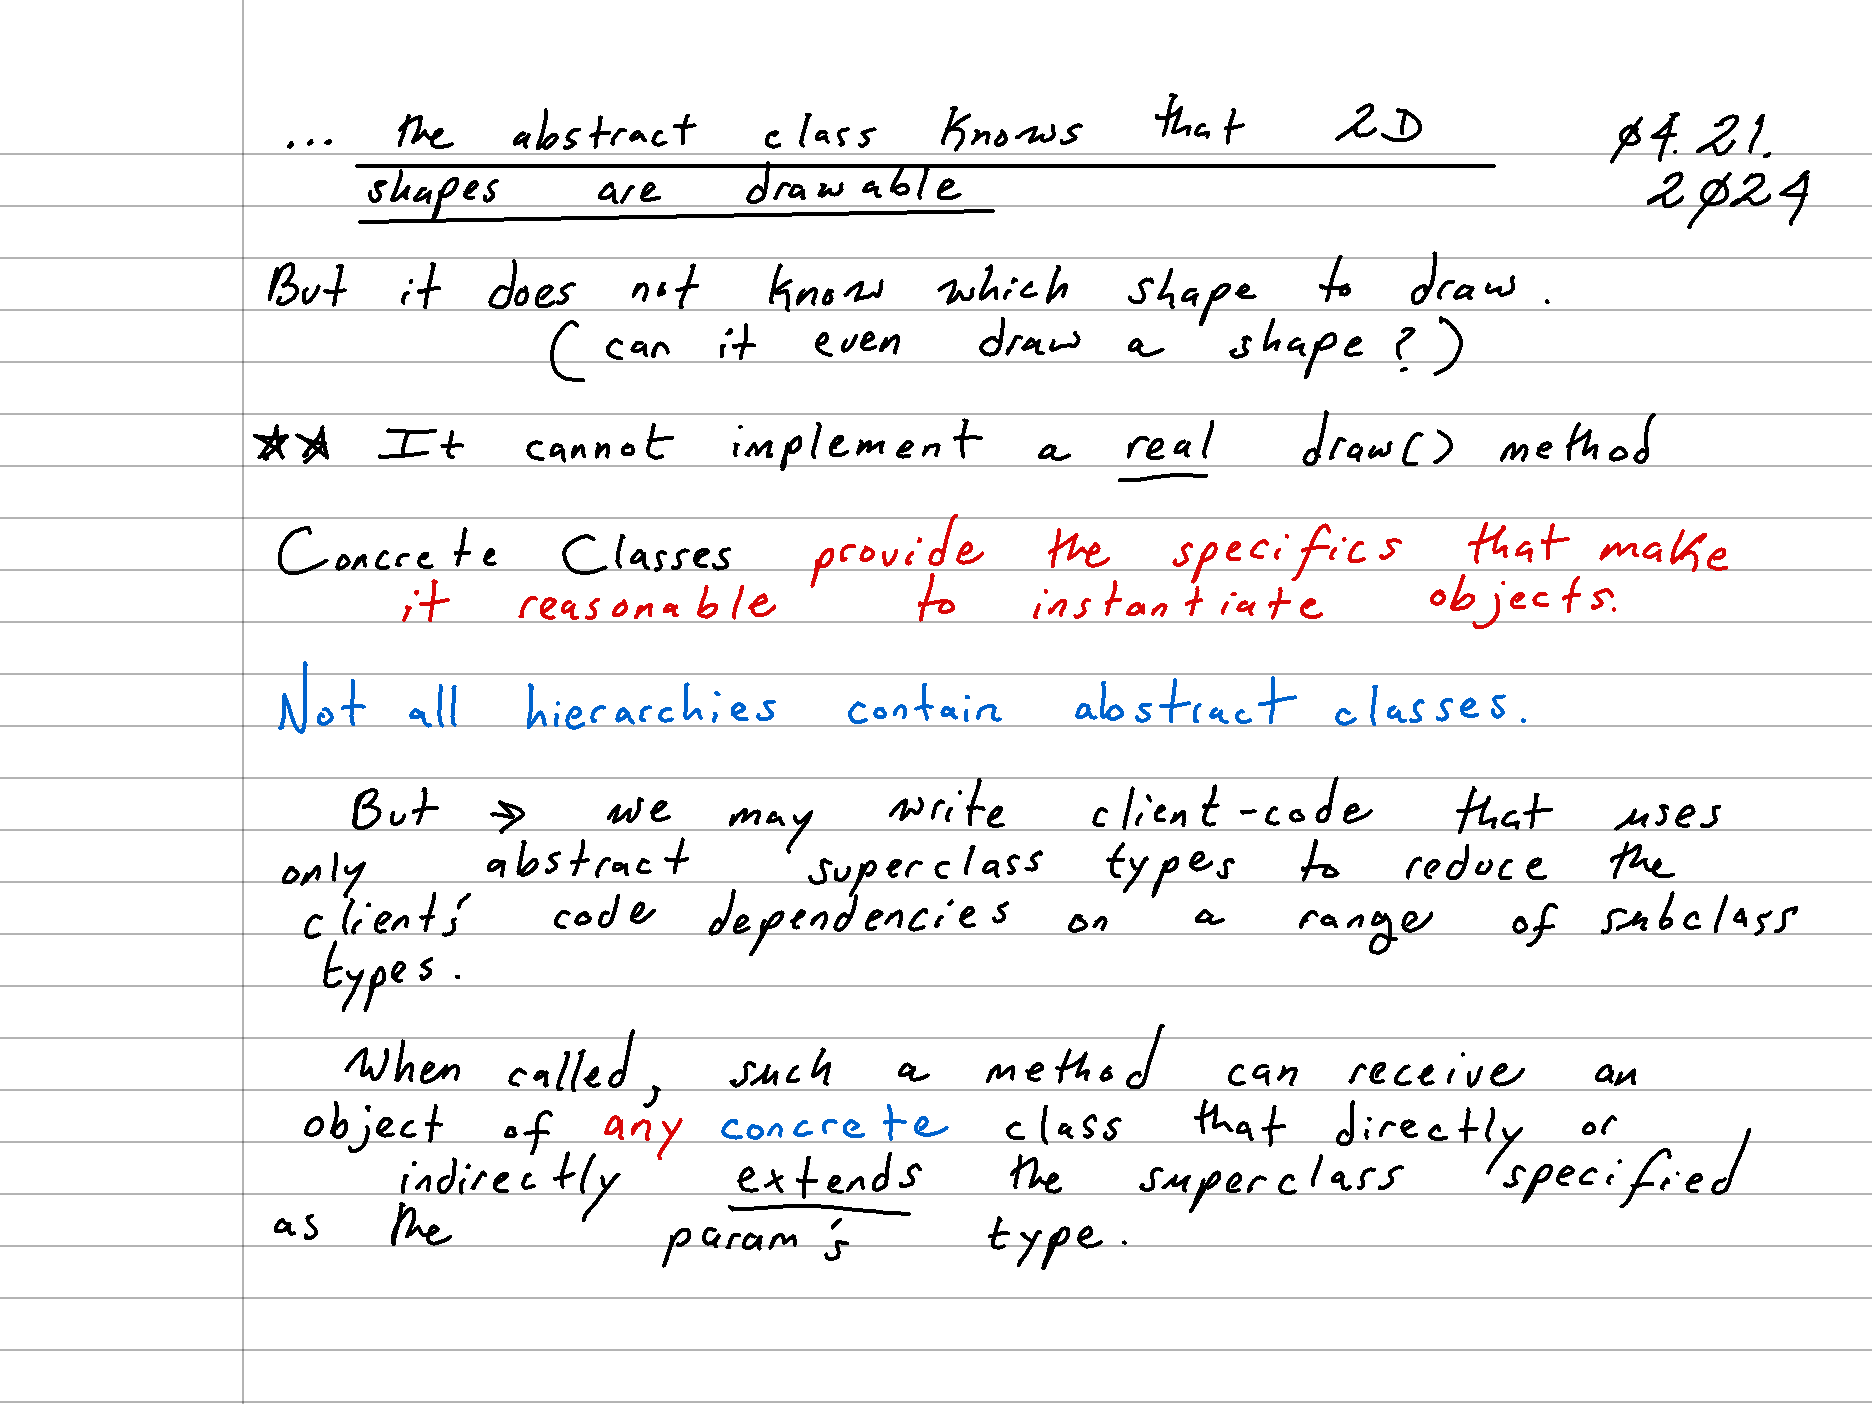 ... the abstract class knows that 2D
shapes are drawable
04.21.
2024
But it does not know which shape to draw.
(can it even draw a shape?)
★★ It cannot implement a real draw() method
Concrete Classes provide the specifics that make
it reasonable to instantiate objects.
Not all hierarchies contain abstract classes.
But → we may write client-code that uses
only abstract superclass types to reduce the
client's code dependencies on a range of subclass
types.
When called, such a method can receive an
object of any concrete class that directly or
indirectly extends the superclass specified
as the param's type.